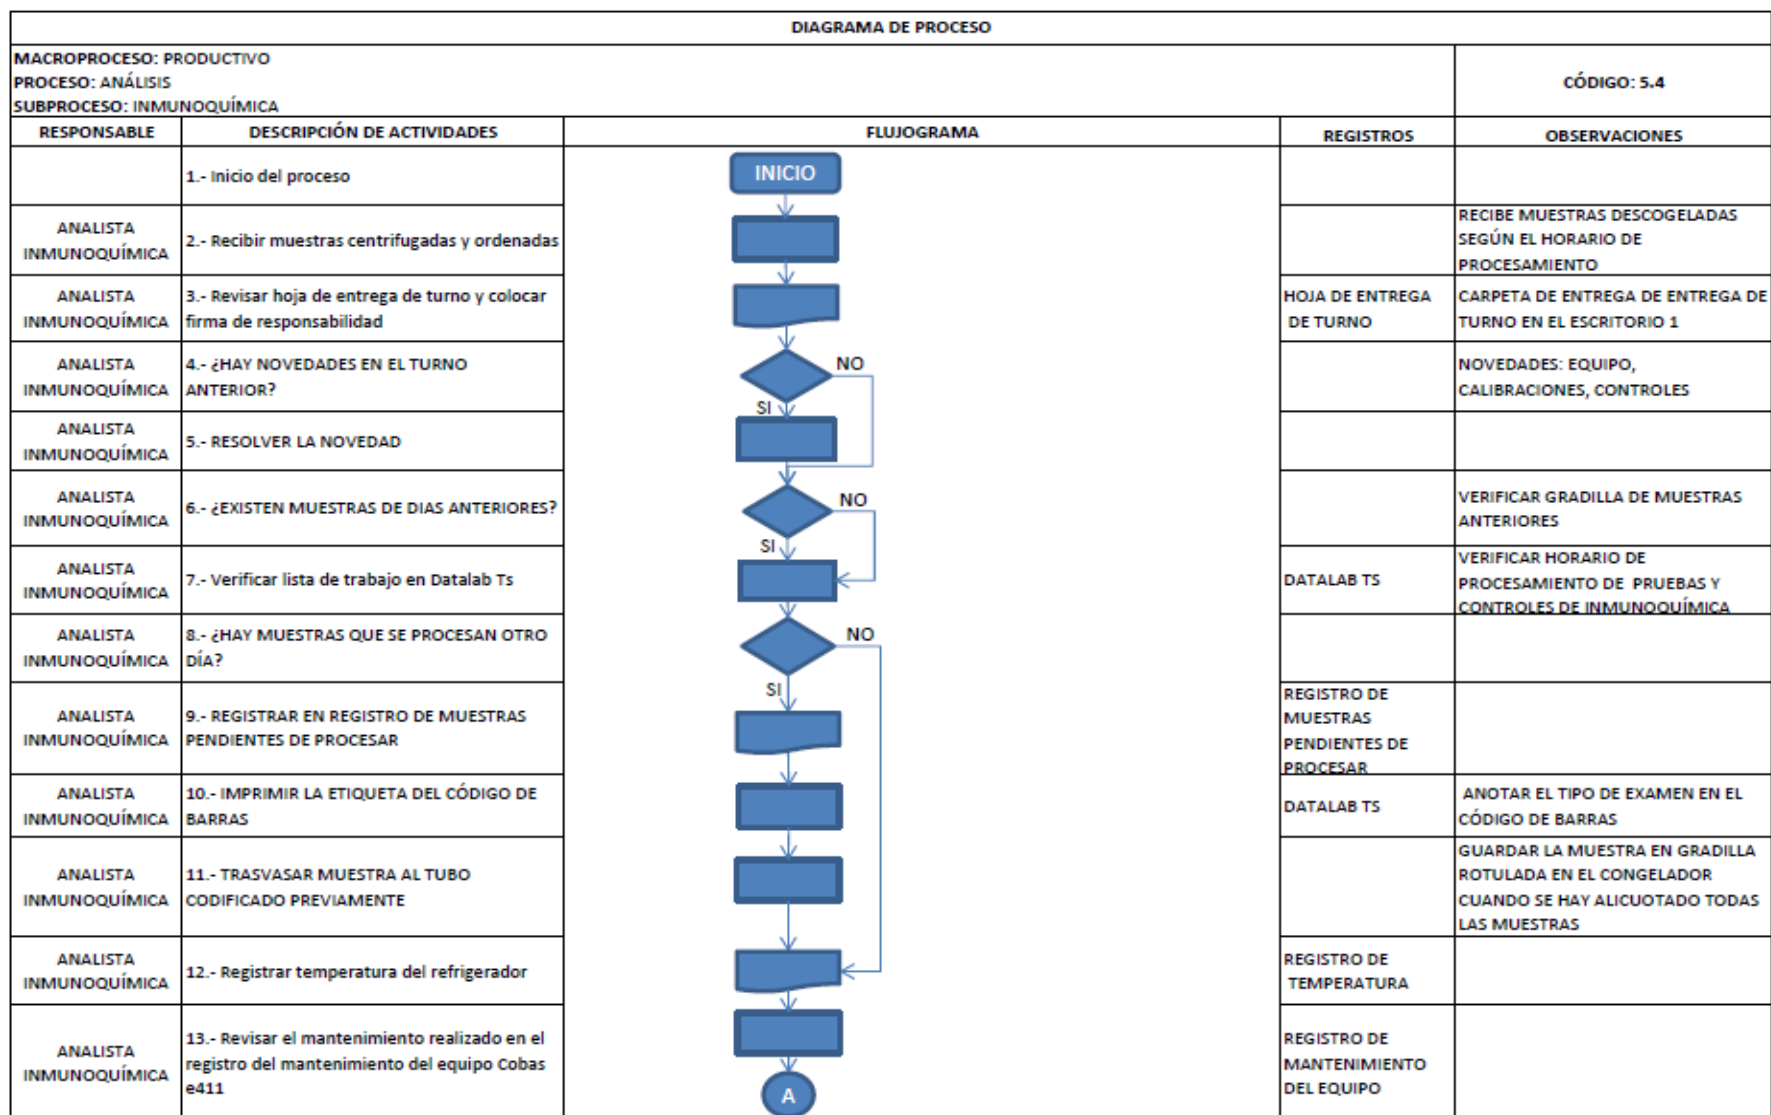 DIAGRAMA DE PROCESO
MACROPROCESO: PRODUCTIVO
PROCESO: ANÁLISIS
SUBPROCESO: INMUNOQUÍMICA
CÓDIGO: 5.4
RESPONSABLE
DESCRIPCIÓN DE ACTIVIDADES
FLUJOGRAMA
REGISTROS
OBSERVACIONES
1.- Inicio del proceso
INICIO
ANALISTA
INMUNOQUÍMICA
2.- Recibir muestras centrifugadas y ordenadas
RECIBE MUESTRAS DESCOGELADAS
SEGÚN EL HORARIO DE
PROCESAMIENTO
ANALISTA
INMUNOQUÍMICA
3.- Revisar hoja de entrega de turno y colocar
firma de responsabilidad
HOJA DE ENTREGA
DE TURNO
CARPETA DE ENTREGA DE ENTREGA DE
TURNO EN EL ESCRITORIO 1
ANALISTA
INMUNOQUÍMICA
4.- ¿HAY NOVEDADES EN EL TURNO
ANTERIOR?
NO
SI
NOVEDADES: EQUIPO,
CALIBRACIONES, CONTROLES
ANALISTA
INMUNOQUÍMICA
5.- RESOLVER LA NOVEDAD
ANALISTA
INMUNOQUÍMICA
6.- ¿EXISTEN MUESTRAS DE DIAS ANTERIORES?
NO
SI
VERIFICAR GRADILLA DE MUESTRAS
ANTERIORES
ANALISTA
INMUNOQUÍMICA
7.- Verificar lista de trabajo en Datalab Ts
DATALAB TS
VERIFICAR HORARIO DE
PROCESAMIENTO DE PRUEBAS Y
CONTROLES DE INMUNOQUÍMICA
ANALISTA
INMUNOQUÍMICA
8.- ¿HAY MUESTRAS QUE SE PROCESAN OTRO
DÍA?
NO
SI
ANALISTA
INMUNOQUÍMICA
9.- REGISTRAR EN REGISTRO DE MUESTRAS
PENDIENTES DE PROCESAR
REGISTRO DE
MUESTRAS
PENDIENTES DE
PROCESAR
ANALISTA
INMUNOQUÍMICA
10.- IMPRIMIR LA ETIQUETA DEL CÓDIGO DE
BARRAS
DATALAB TS
ANOTAR EL TIPO DE EXAMEN EN EL
CÓDIGO DE BARRAS
ANALISTA
INMUNOQUÍMICA
11.- TRASVASAR MUESTRA AL TUBO
CODIFICADO PREVIAMENTE
GUARDAR LA MUESTRA EN GRADILLA
ROTULADA EN EL CONGELADOR
CUANDO SE HAY ALICUOTADO TODAS
LAS MUESTRAS
ANALISTA
INMUNOQUÍMICA
12.- Registrar temperatura del refrigerador
REGISTRO DE
TEMPERATURA
ANALISTA
INMUNOQUÍMICA
13.- Revisar el mantenimiento realizado en el
registro del mantenimiento del equipo Cobas
e411
REGISTRO DE
MANTENIMIENTO
DEL EQUIPO
A